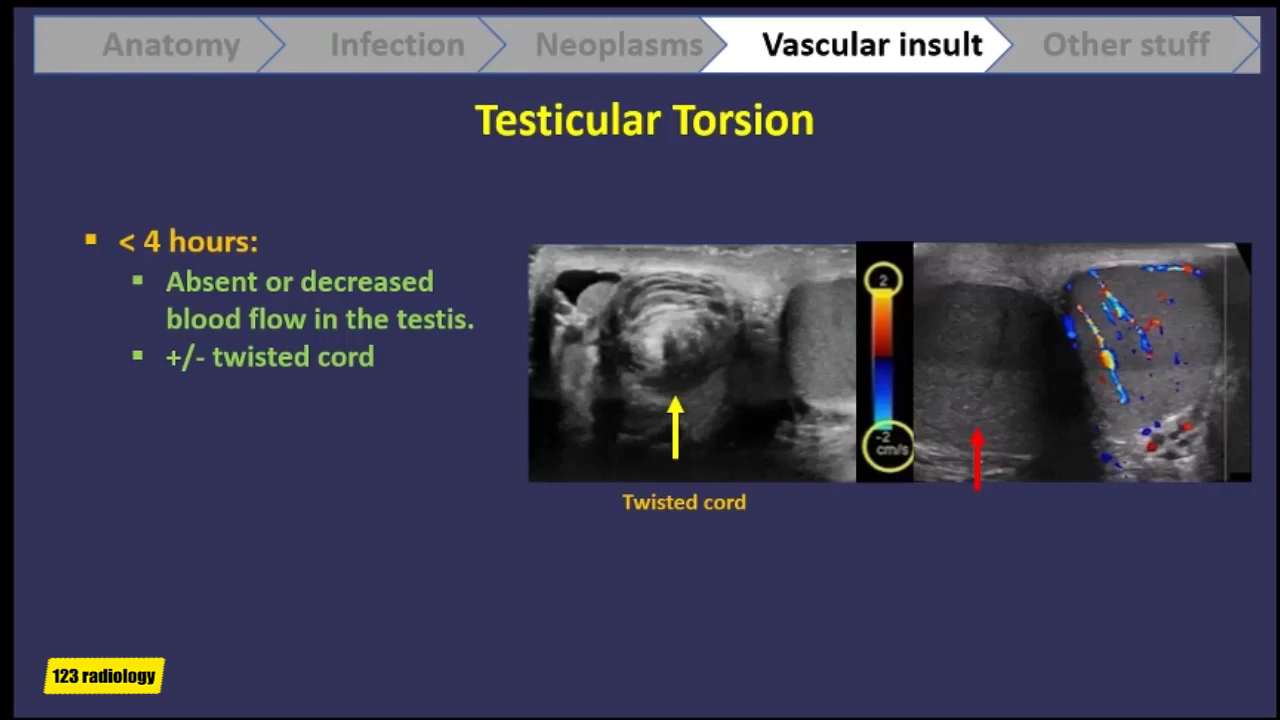 Anatomy
Infection
Neoplasms
Vascular insult
Other stuff
Testicular Torsion
< 4 hours:
Absent or decreased
blood flow in the testis.
+/- twisted cord
2
-2
cm/s
Twisted cord
123 radiology